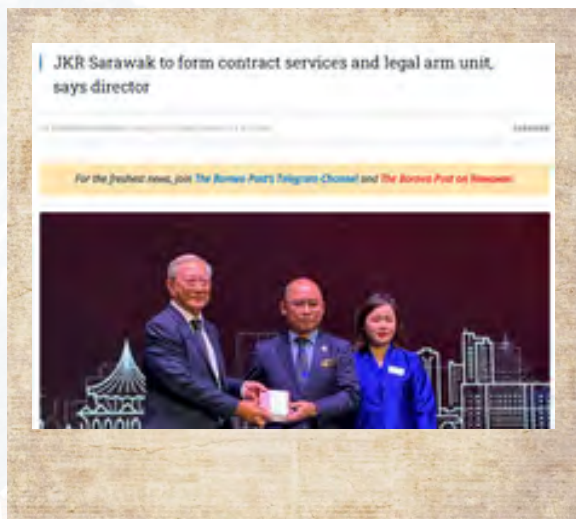 JKR Sarawak to form contract services and legal arm unit,
says director
For the freshest news, join The Borneo Post's Telegram Channel and The Borneo Post on Newswav.